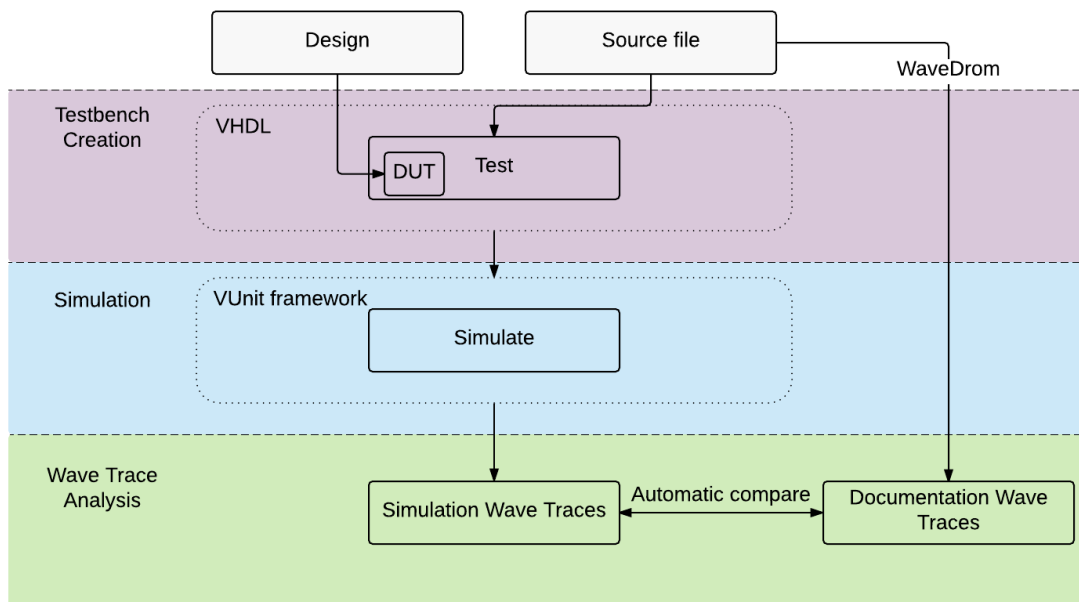 Design
Source file
WaveDrom
Testbench
Creation
VHDL
DUT
Test
Simulation
VUnit framework
Simulate
Wave Trace
Analysis
Simulation Wave Traces
Automatic compare
Documentation Wave
Traces